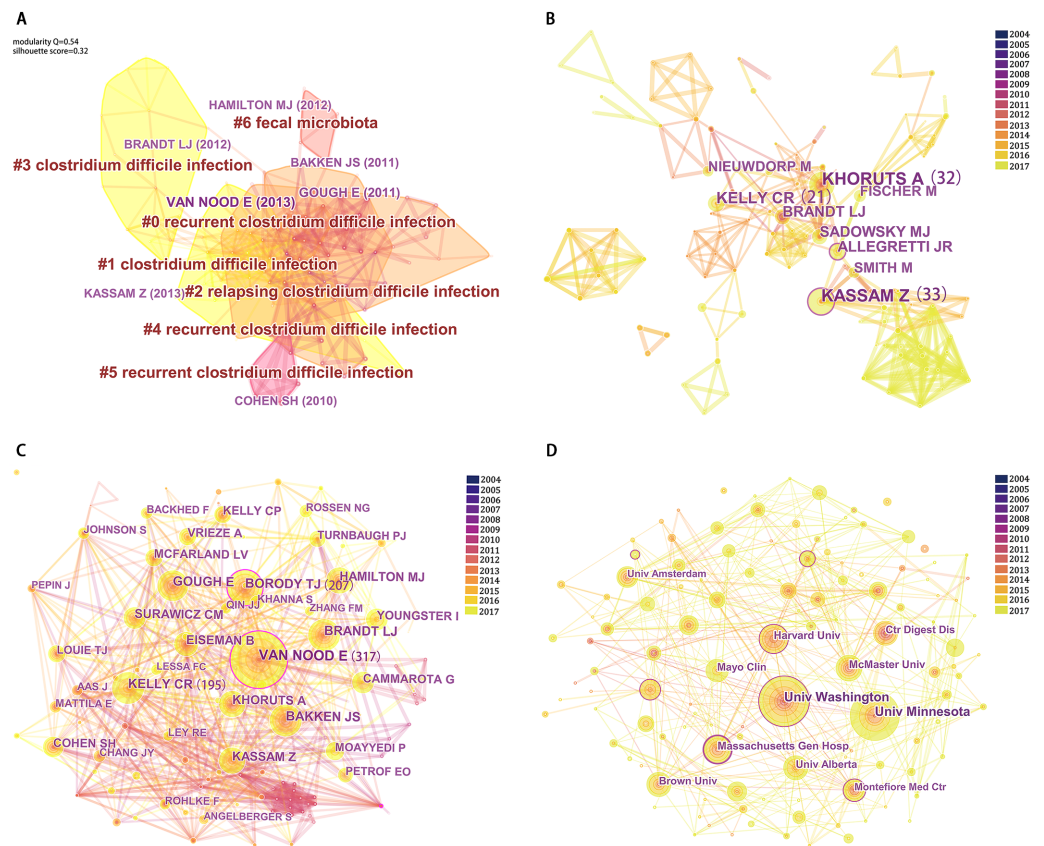 A
modularity Q=0.54
silhouette score=0.32
HAMILTON MJ (2012)
#6 fecal microbiota
BRANDT LJ (2012)
#3 clostridium difficile infection
BAKKEN JS (2011)
GOUGH E (2011)
VAN NOOD E (2013)
#0 recurrent clostridium difficile infection
#1 clostridium difficile infection
KASSAM Z (2013)
#2 relapsing clostridium difficile infection
#4 recurrent clostridium difficile infection
#5 recurrent clostridium difficile infection
COHEN SH (2010)
B
2004
2005
2006
2007
2008
2009
2010
2011
2012
2013
2014
2015
2016
2017
NIEUWDORP M
KHORUTS A (32)
FISCHER M
KELLY CR (21)
BRANDT LJ
SADOWSKY MJ
ALLEGRETTI JR
SMITH M
KASSAM Z (33)
C
2004
2005
2006
2007
2008
2009
2010
2011
2012
2013
2014
2015
2016
2017
BACKHED F
KELLY CP
ROSSEN NG
JOHNSON S
VRIEZE A
TURNBAUGH PJ
MCFARLAND LV
PEPIN J
GOUGH E
BORODY TJ (207)
HAMILTON MJ
KHANNA S
QIN JJ
ZHANG FM
SURAWICZ CM
YOUNGSTER I
BRANDT LJ
EISEMAN B
LOUIE TJ
VAN NOOD E (317)
LESSA FC
KELLY CR (195)
CAMMAROTA G
AAS J
MATTILA E
KHORUTS A
BAKKEN JS
LEY RE
COHEN SH
CHANG JY
KASSAM Z
MOAYYEDI P
PETROF EO
ROHLKE F
ANGELBERGER S
D
2004
2005
2006
2007
2008
2009
2010
2011
2012
2013
2014
2015
2016
2017
Univ Amsterdam
Harvard Univ
Ctr Digest Dis
Mayo Clin
McMaster Univ
Univ Washington
Univ Minnesota
Massachusetts Gen Hosp
Univ Alberta
Brown Univ
Montefiore Med Ctr